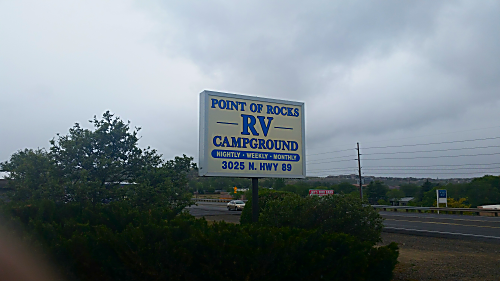 POINT OF ROCKS
RV
CAMPGROUND
NIGHTLY • WEEKLY • MONTHLY
3025 N. HWY 89